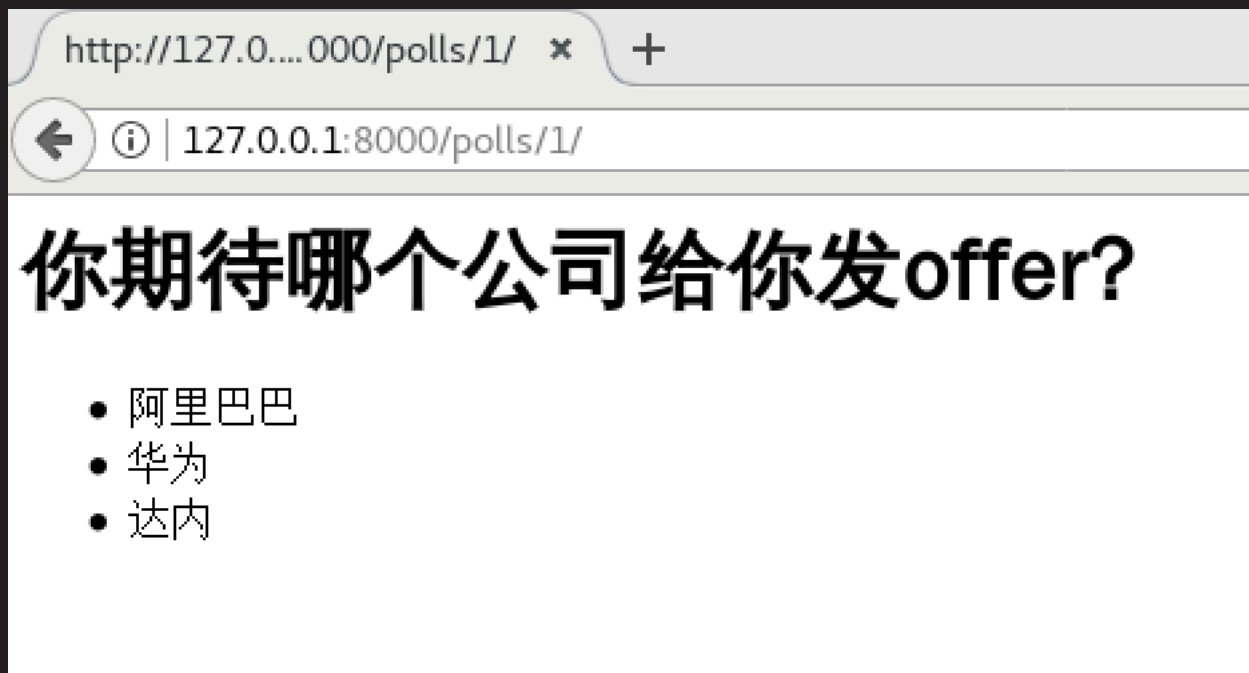 http://127.0....000/polls/1/
127.0.0.1:8000/polls/1/
你期待哪个公司给你发offer?
阿里巴巴
华为
达内